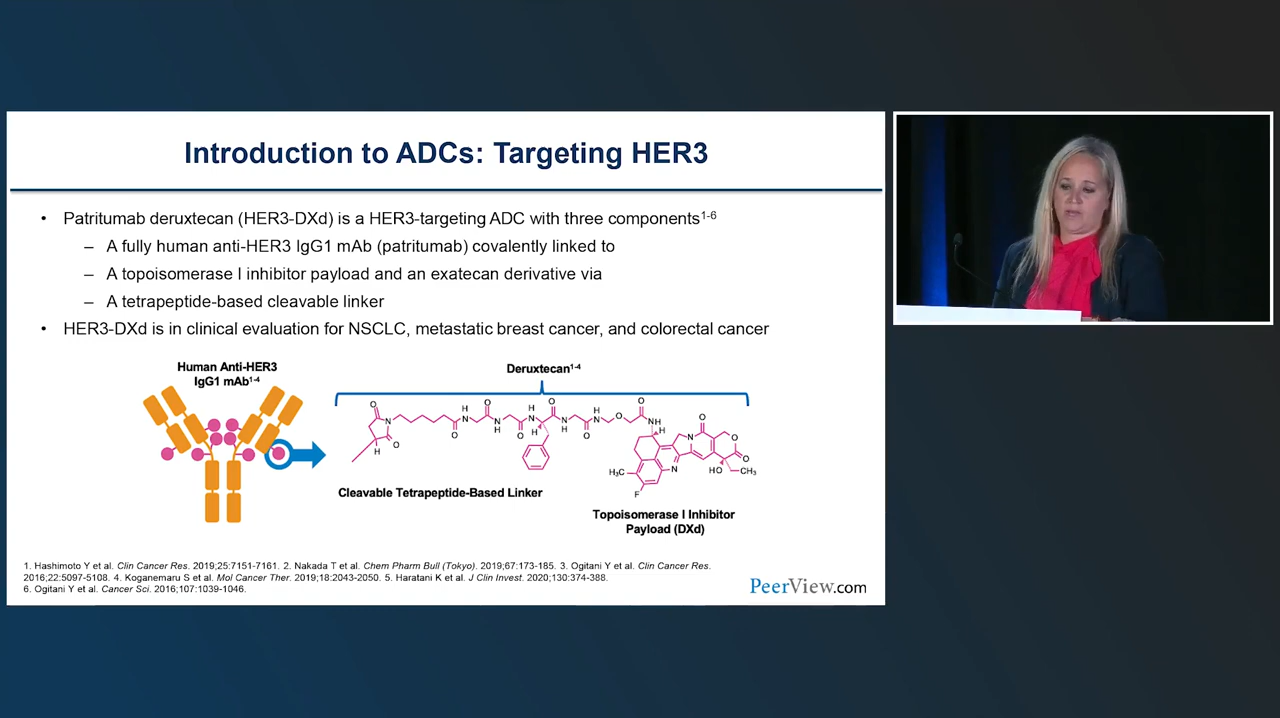 Introduction to ADCs: Targeting HER3
• Patritumab deruxtecan (HER3-DXd) is a HER3-targeting ADC with three components1-6
– A fully human anti-HER3 IgG1 mAb (patritumab) covalently linked to
– A topoisomerase I inhibitor payload and an exatecan derivative via
– A tetrapeptide-based cleavable linker
• HER3-DXd is in clinical evaluation for NSCLC, metastatic breast cancer, and colorectal cancer
Human Anti-HER3
IgG1 mAb1-4
Deruxtecan1-4
O
N
O
H
O
H
N
O
N
H
O
H
N
H
O
N
H
O
H
N
O
O
NH
H
H3C
F
N
N
O
O
O
HO
CH3
Cleavable Tetrapeptide-Based Linker
Topoisomerase I Inhibitor
Payload (DXd)
1. Hashimoto Y et al. Clin Cancer Res. 2019;25:7151-7161. 2. Nakada T et al. Chem Pharm Bull (Tokyo). 2019;67:173-185. 3. Ogitani Y et al. Clin Cancer Res.
2016;22:5097-5108. 4. Koganemaru S et al. Mol Cancer Ther. 2019;18:2043-2050. 5. Haratani K et al. J Clin Invest. 2020;130:374-388.
6. Ogitani Y et al. Cancer Sci. 2016;107:1039-1046.
PeerView.com